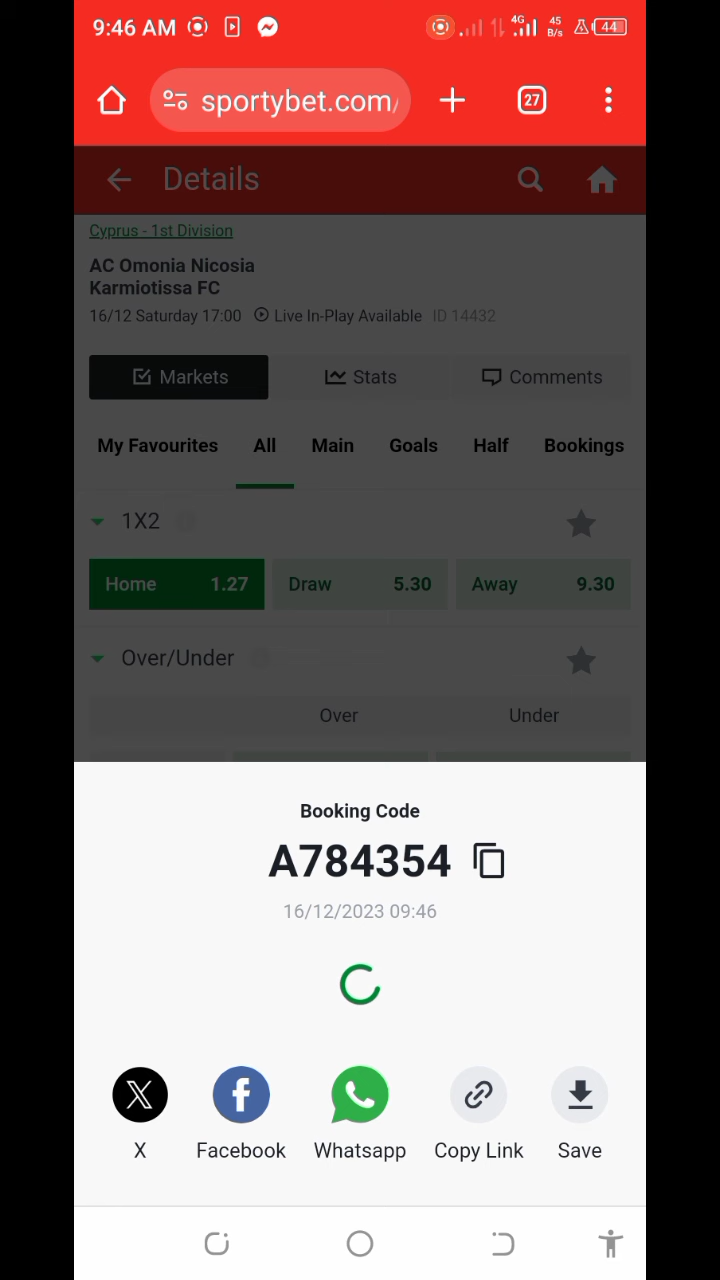 9:46 AM 4G 45 B/s 44
sportybet.com/ 27
Details
Cyprus - 1st Division
AC Omonia Nicosia
Karmiotissa FC
16/12 Saturday 17:00 Live In-Play Available ID 14432
Markets Stats Comments
My Favourites All Main Goals Half Bookings
1X2
Home 1.27 Draw 5.30 Away 9.30
Over/Under
Over Under
Booking Code
A784354
16/12/2023 09:46
X Facebook Whatsapp Copy Link Save